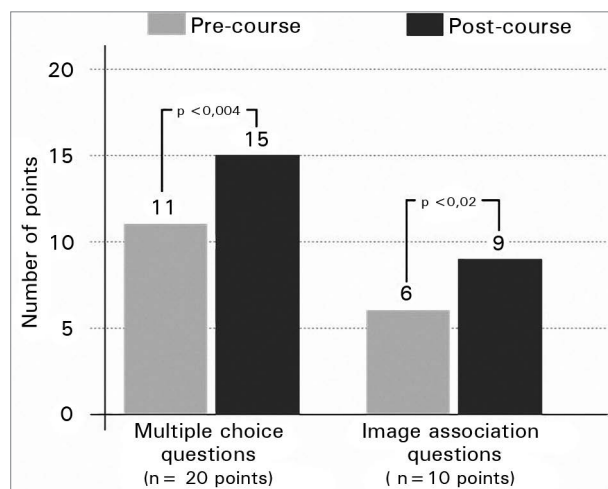 Pre-course
Post-course
Number of points
20
15
10
5
0
p <0,004
11
15
p <0,02
6
9
Multiple choice
questions
(n= 20 points)
Image association
questions
( n=10 points)